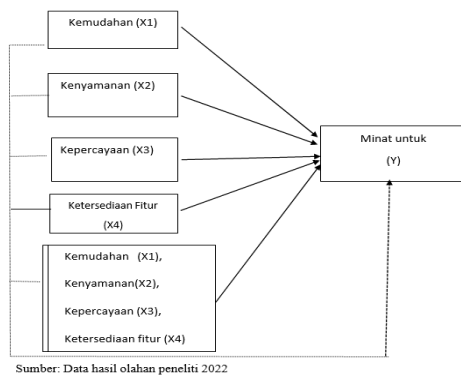 Kemudahan (X1)
Kenyamanan (X2)
Kepercayaan (X3)
Ketersediaan Fitur
(X4)
Kemudahan (X1),
Kenyamanan(X2),
Kepercayaan (X3),
Ketersediaan fitur (X4)
Minat untuk
(Y)
Sumber: Data hasil olahan peneliti 2022